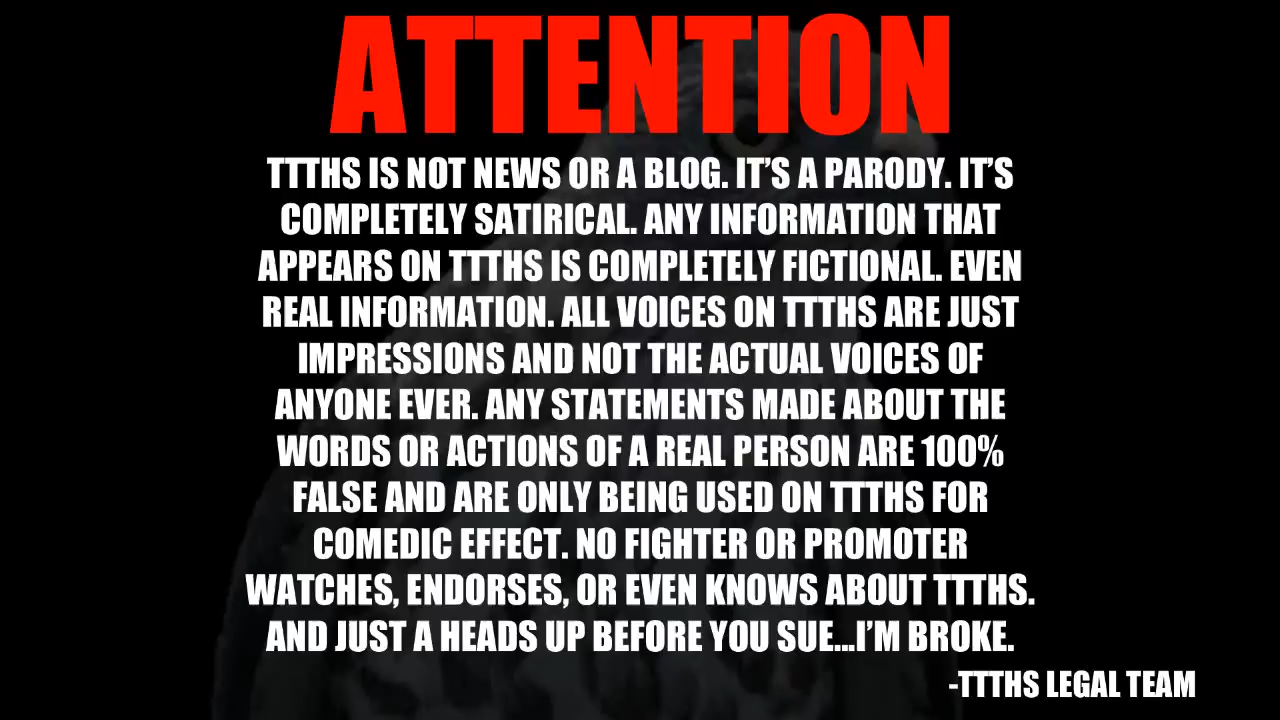 ATTENTION
TTTHS IS NOT NEWS OR A BLOG. IT'S A PARODY. IT'S
COMPLETELY SATIRICAL. ANY INFORMATION THAT
APPEARS ON TTTHS IS COMPLETELY FICTIONAL. EVEN
REAL INFORMATION. ALL VOICES ON TTTHS ARE JUST
IMPRESSIONS AND NOT THE ACTUAL VOICES OF
ANYONE EVER. ANY STATEMENTS MADE ABOUT THE
WORDS OR ACTIONS OF A REAL PERSON ARE 100%
FALSE AND ARE ONLY BEING USED ON TTTHS FOR
COMEDIC EFFECT. NO FIGHTER OR PROMOTER
WATCHES, ENDORSES, OR EVEN KNOWS ABOUT TTTHS.
AND JUST A HEADS UP BEFORE YOU SUE...I'M BROKE.
-TTTHS LEGAL TEAM